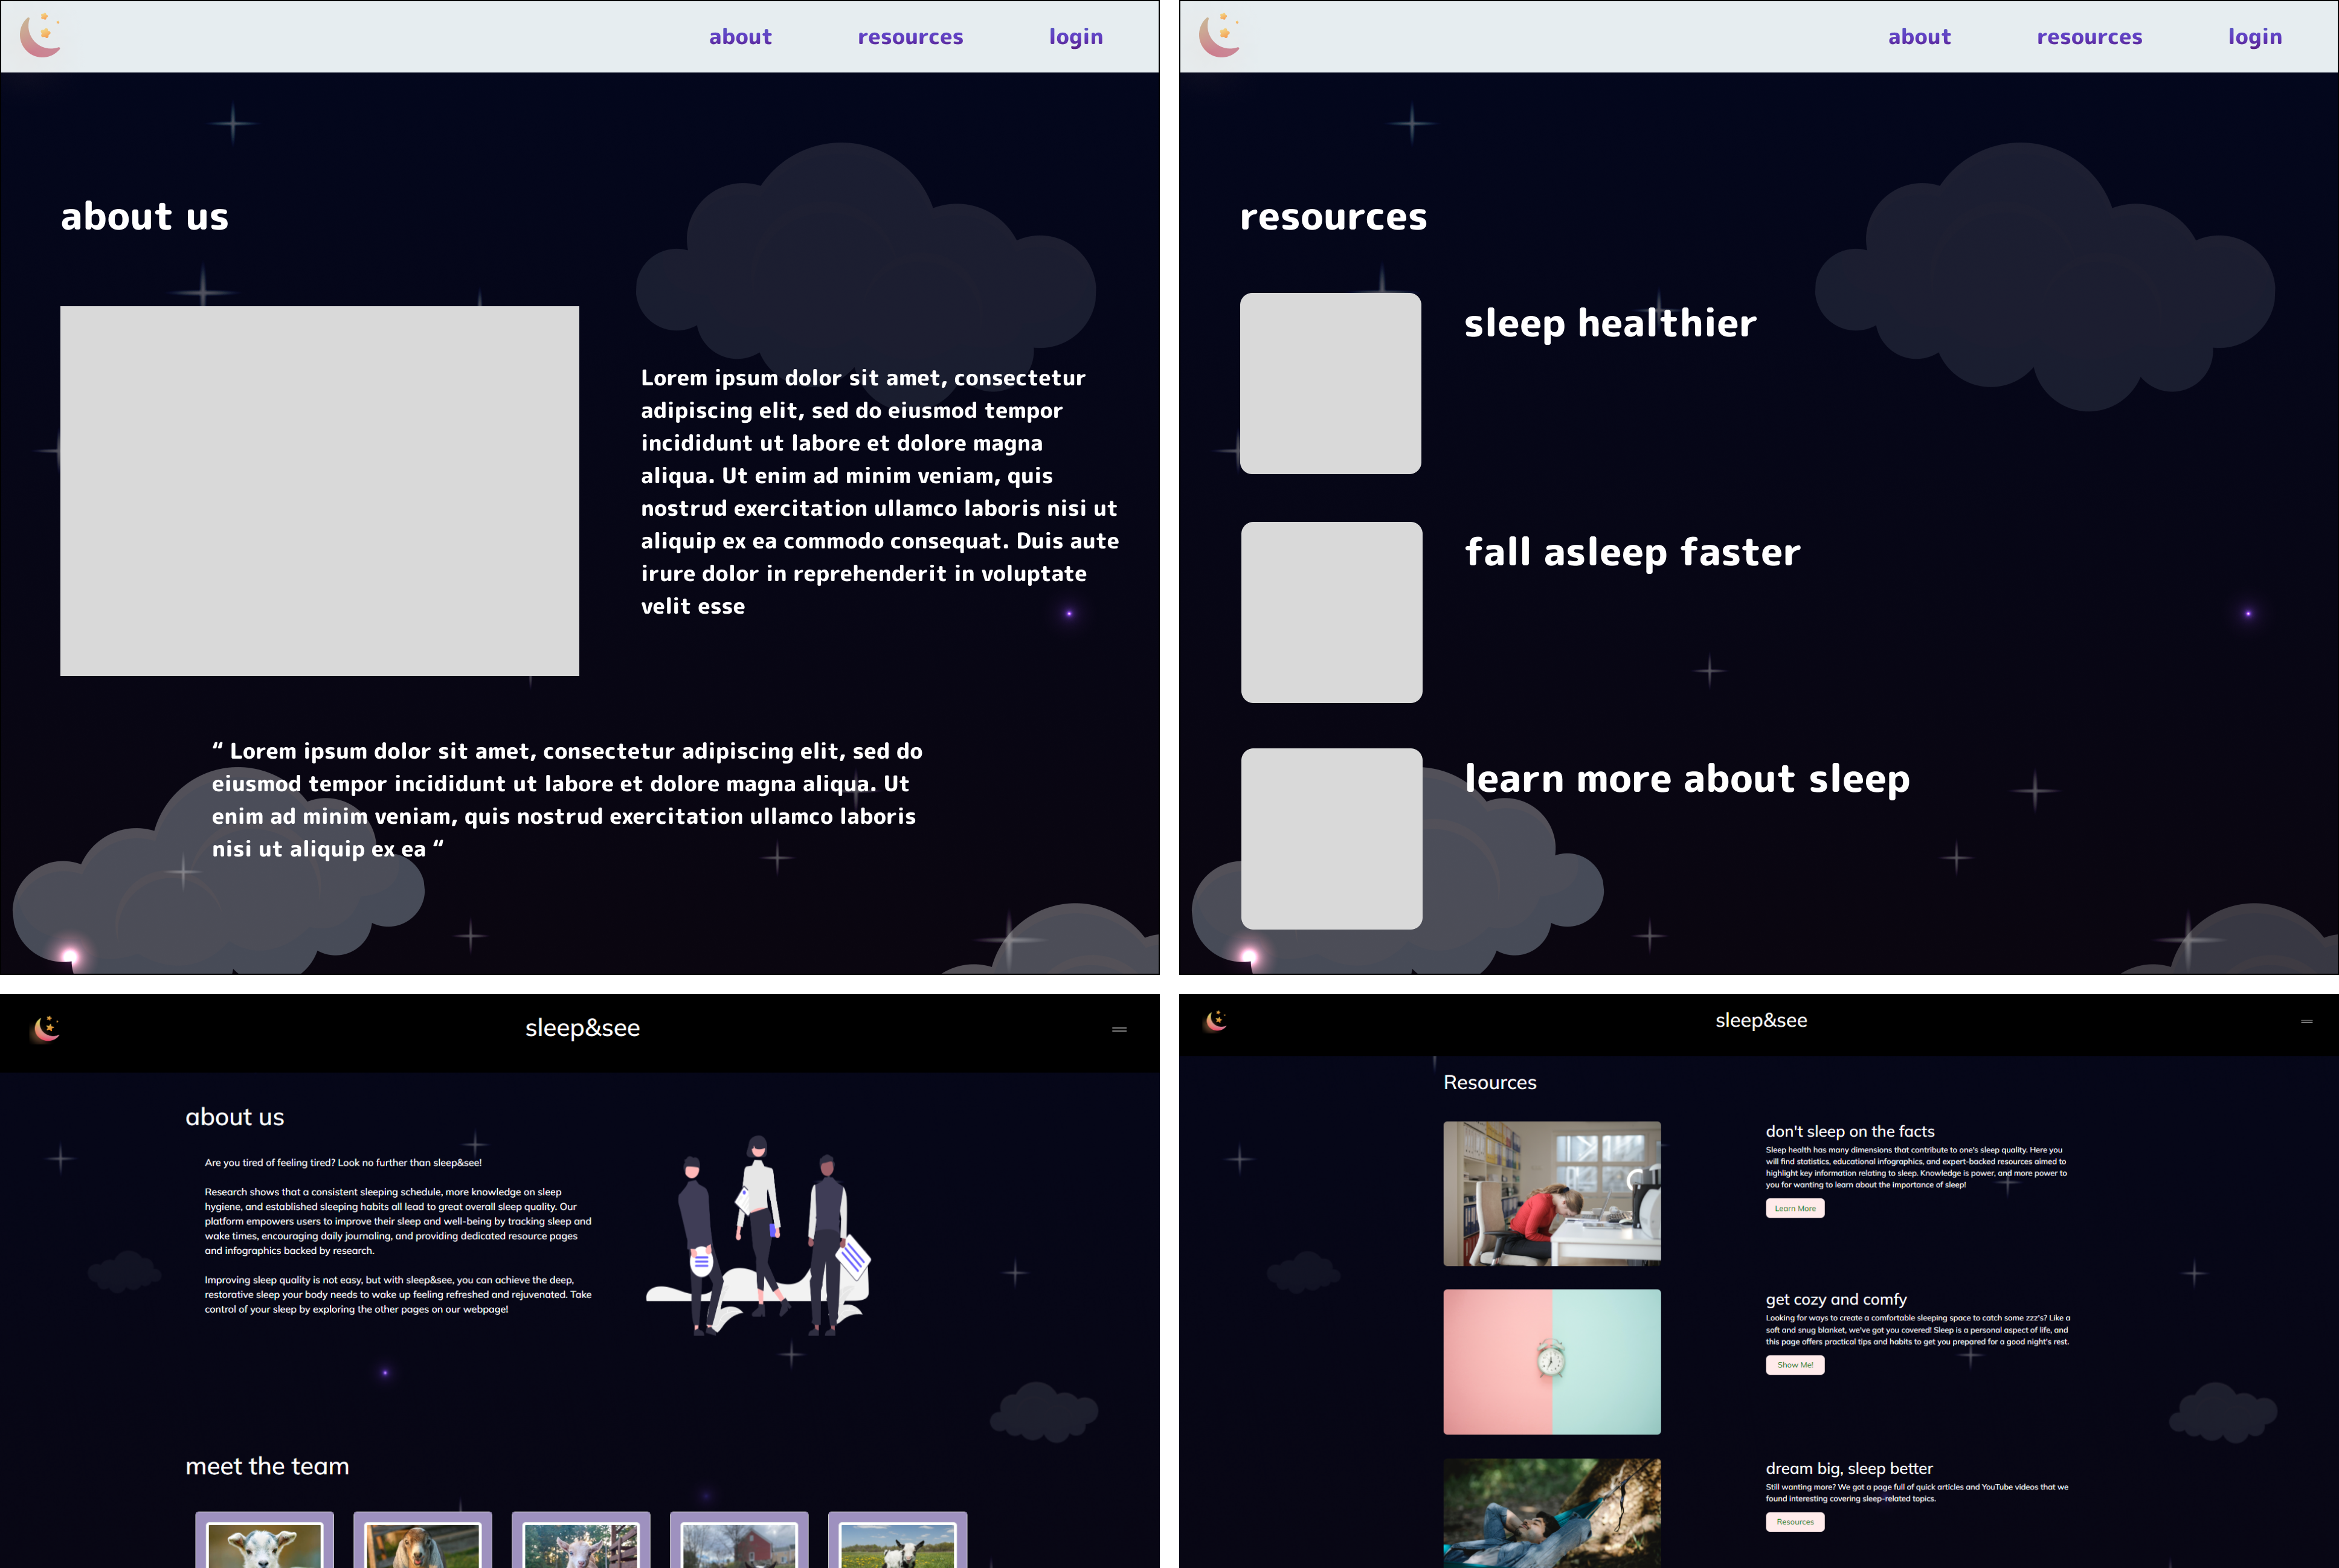 about resources login
about us
Lorem ipsum dolor sit amet, consectetur
adipiscing elit, sed do eiusmod tempor
incididunt ut labore et dolore magna
aliqua. Ut enim ad minim veniam, quis
nostrud exercitation ullamco laboris nisi ut
aliquip ex ea commodo consequat. Duis aute
irure dolor in reprehenderit in voluptate
velit esse
“ Lorem ipsum dolor sit amet, consectetur adipiscing elit, sed do
eiusmod tempor incididunt ut labore et dolore magna aliqua. Ut
enim ad minim veniam, quis nostrud exercitation ullamco laboris
nisi ut aliquip ex ea “
about resources login
resources
sleep healthier
fall asleep faster
learn more about sleep
sleep&see
about us
Are you tired of feeling tired? Look no further than sleep&see!
Research shows that a consistent sleeping schedule, more knowledge on sleep
hygiene, and established sleeping habits all lead to great overall sleep quality. Our
platform empowers users to improve their sleep and well-being by tracking sleep and
wake times, encouraging daily journaling, and providing dedicated resource pages
and infographics backed by research.
Improving sleep quality is not easy, but with sleep&see, you can achieve the deep,
restorative sleep your body needs to wake up feeling refreshed and rejuvenated. Take
control of your sleep by exploring the other pages on our webpage!
meet the team
sleep&see
Resources
don't sleep on the facts
Sleep health has many dimensions that contribute to one's sleep quality. Here you
will find statistics, educational infographics, and expert-backed resources aimed to
highlight key information relating to sleep. Knowledge is power, and more power to
you for wanting to learn about the importance of sleep!
Learn More
get cozy and comfy
Looking for ways to create a comfortable sleeping space to catch some zzz's? Like a
soft and snug blanket, we've got you covered! Sleep is a personal aspect of life, and
this page offers practical tips and habits to get you prepared for a good night's rest.
Show Me!
dream big, sleep better
Still wanting more? We got a page full of quick articles and YouTube videos that we
found interesting covering sleep-related topics.
Resources